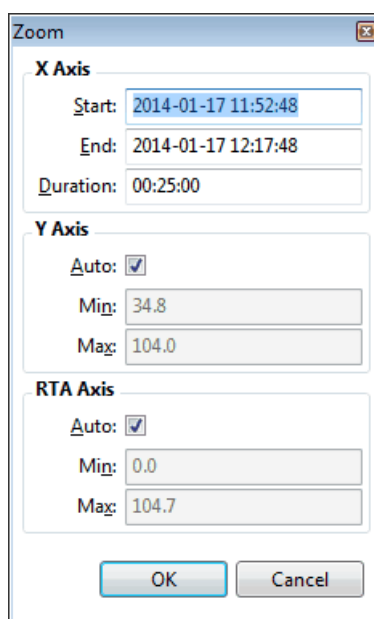 Zoom
X Axis
Start: 2014-01-17 11:52:48
End: 2014-01-17 12:17:48
Duration: 00:25:00
Y Axis
Auto:
Min: 34.8
Max: 104.0
RTA Axis
Auto:
Min: 0.0
Max: 104.7
OK Cancel